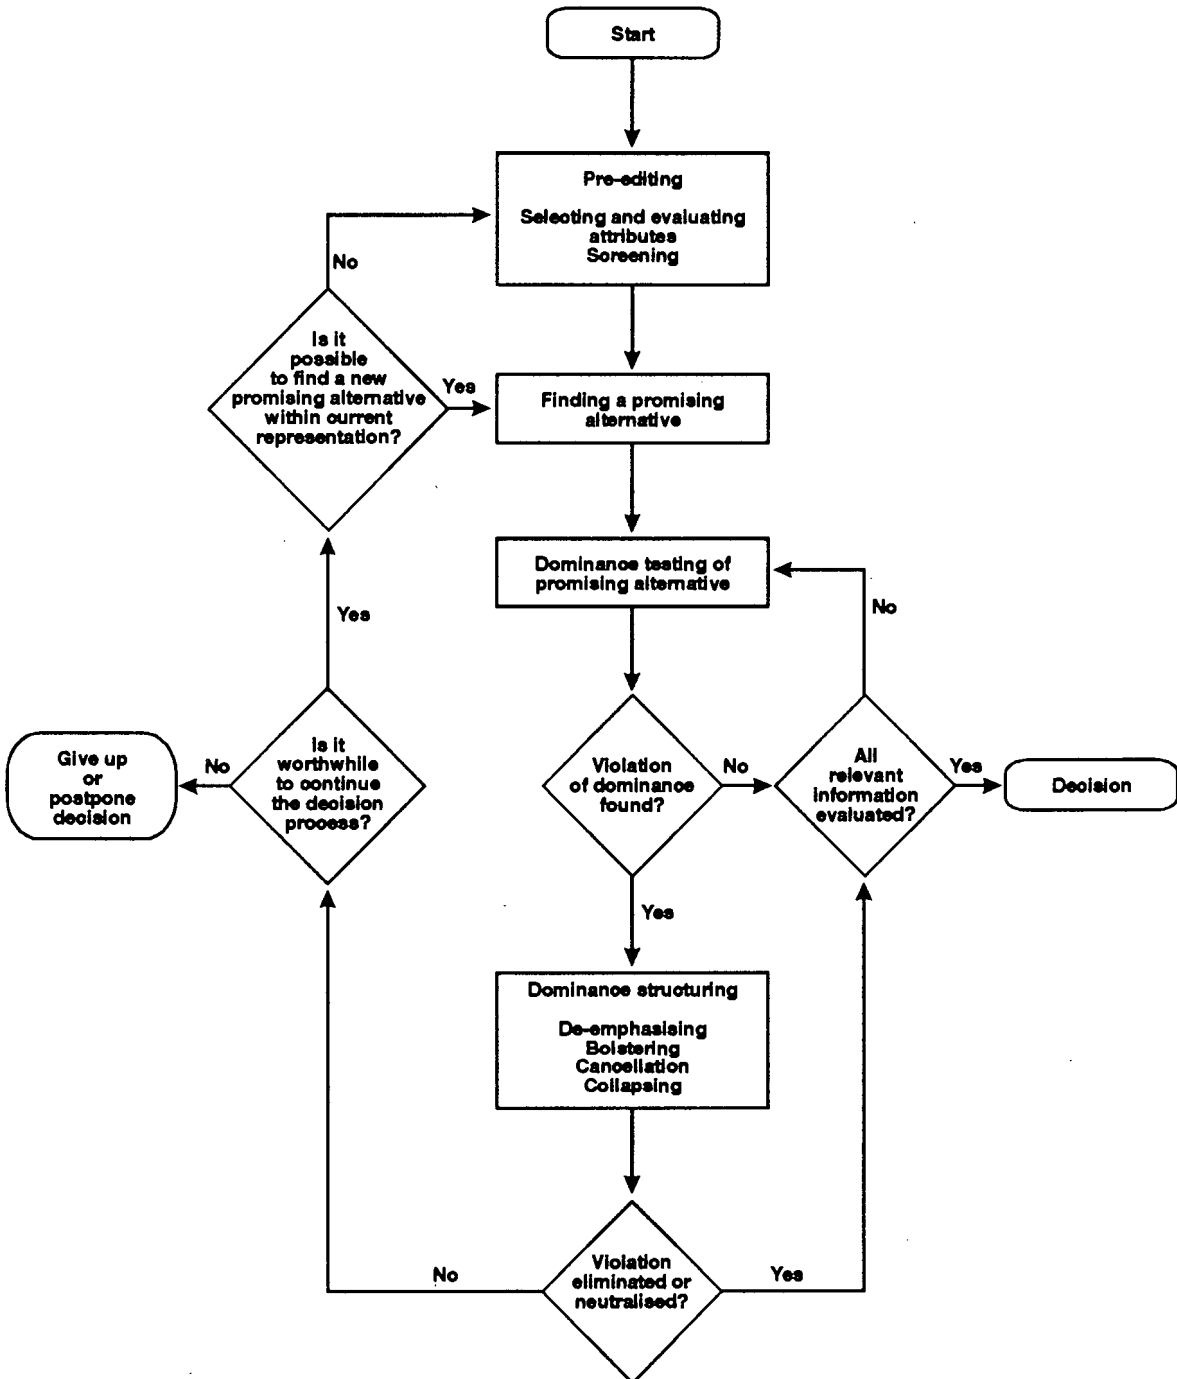 Start
Pre-editing
Selecting and evaluating
attributes
Screening
No
Is it
possible
to find a new
promising alternative
within current
representation?
Yes
Finding a promising
alternative
Dominance testing of
promising alternative
No
Yes
Give up
or
postpone
decision
No
Is it
worthwhile
to continue
the decision
process?
Violation
of dominance
found?
No
All
relevant
information
evaluated?
Yes
Decision
Yes
Dominance structuring
De-emphasising
Bolstering
Cancellation
Collapsing
No
Violation
eliminated or
neutralised?
Yes